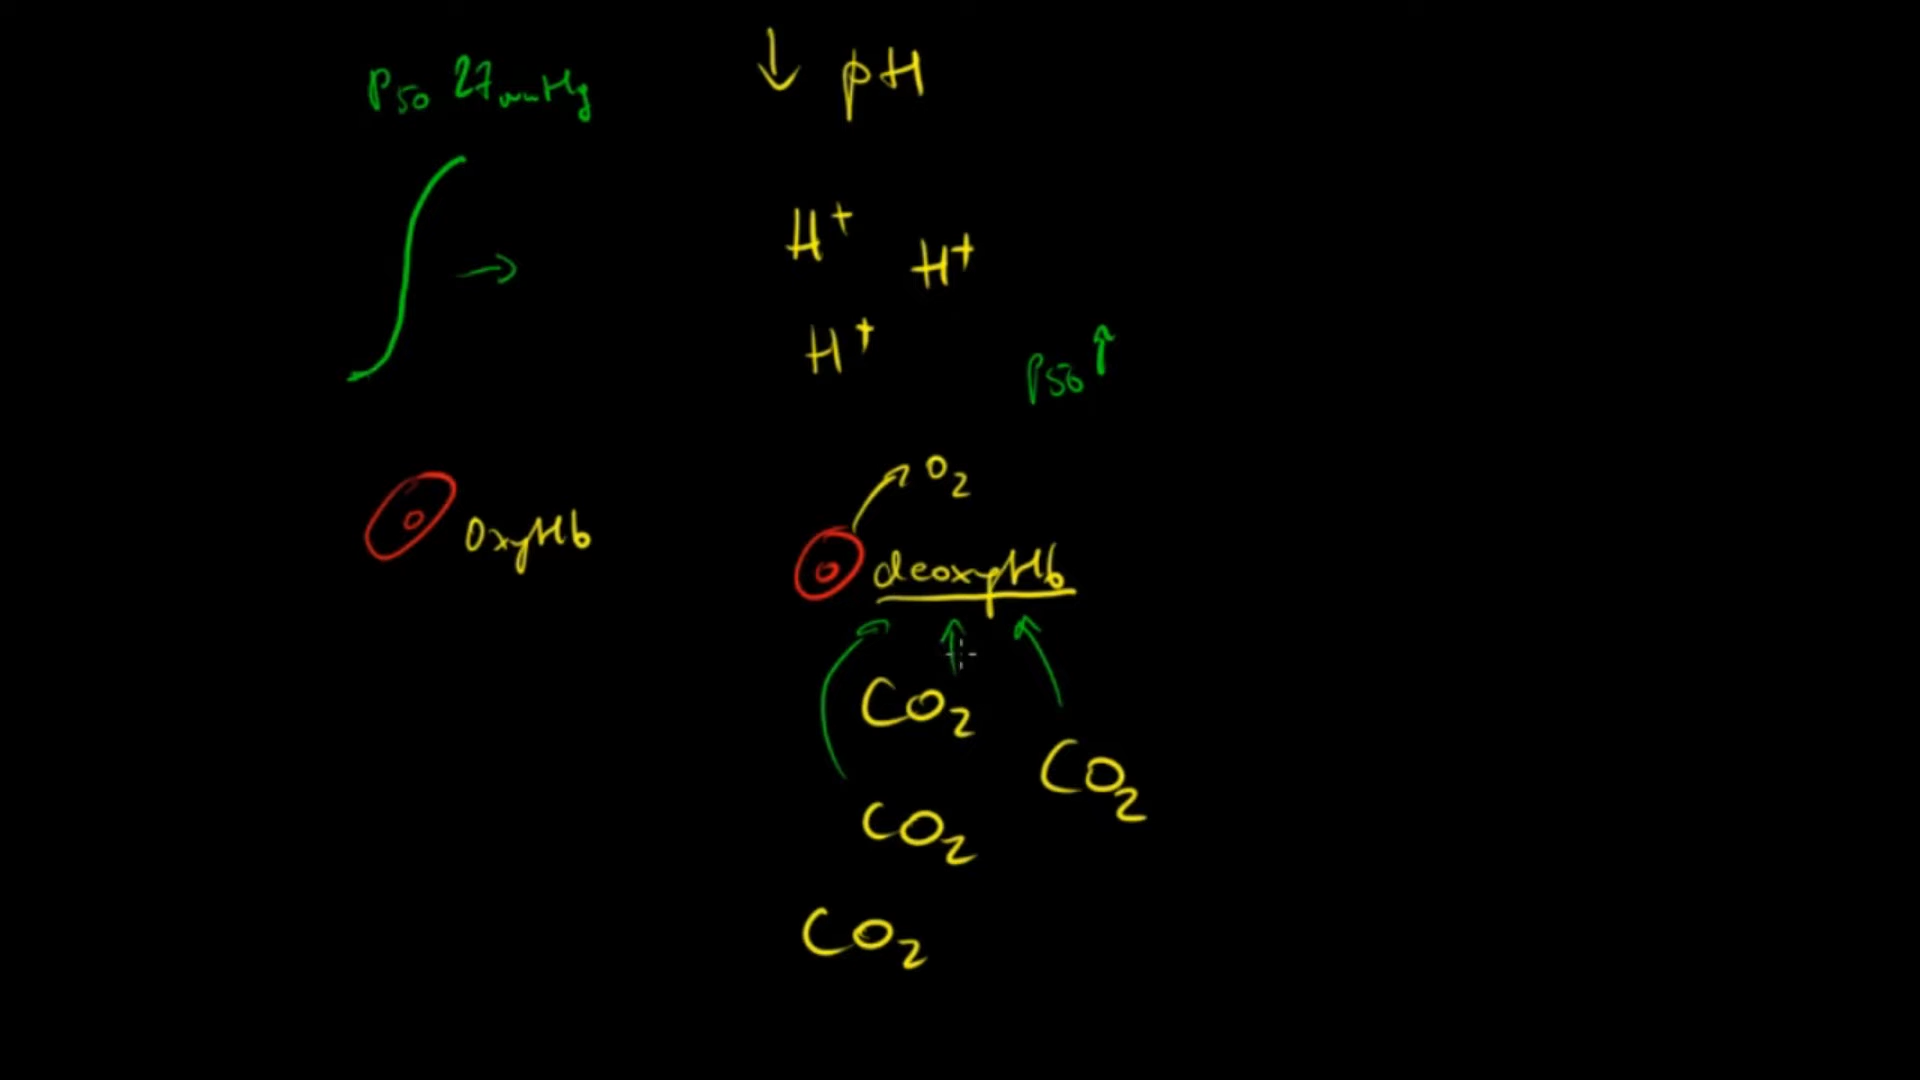 P50 27mmHg
↓ pH
H+
H+
H+
P50↑
O2
OxyHb
deoxyHb
CO2
CO2
CO2
CO2